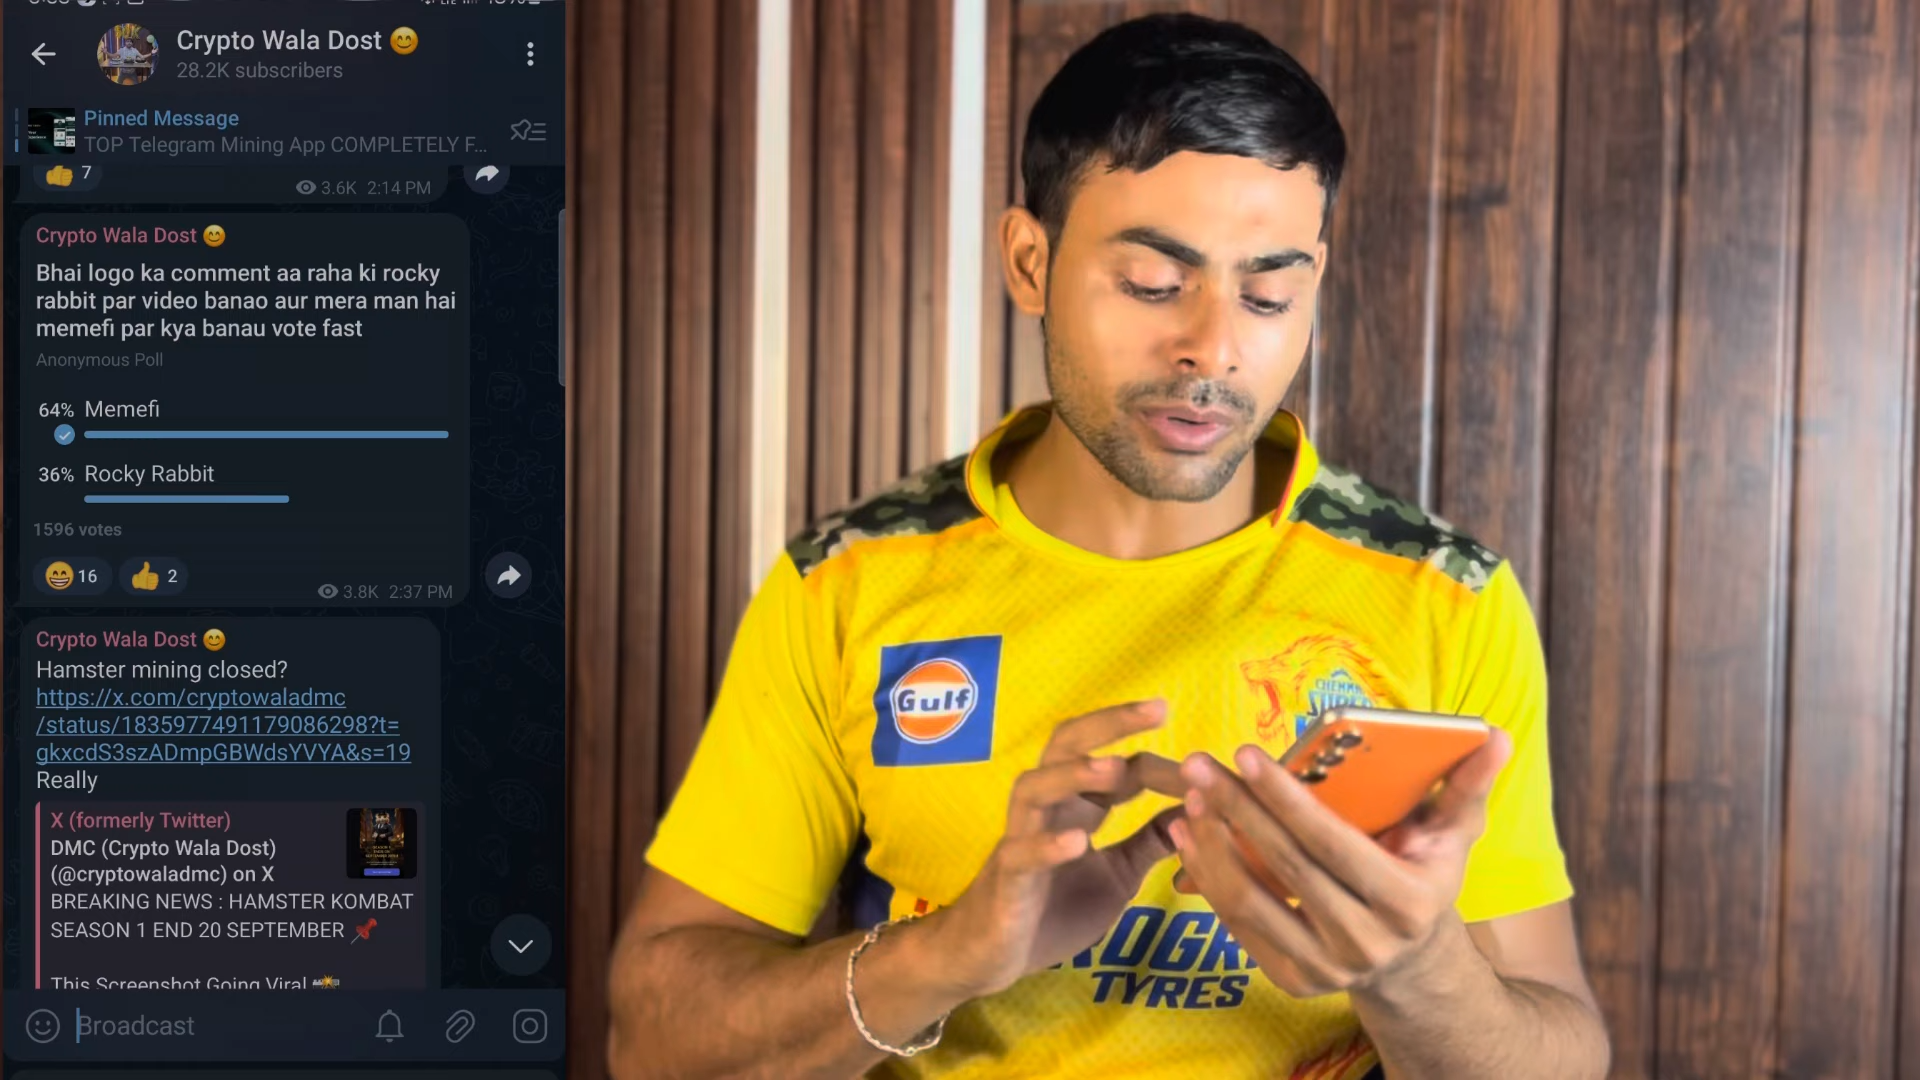 Crypto Wala Dost 😊
28.2K subscribers
Pinned Message
TOP Telegram Mining App COMPLETELY F...
👍 7
3.6K 2:14 PM
Crypto Wala Dost 😊
Bhai logo ka comment aa raha ki rocky
rabbit par video banao aur mera man hai
memefi par kya banau vote fast
Anonymous Poll
64% Memefi
36% Rocky Rabbit
1596 votes
😁 16 👍 2
3.8K 2:37 PM
Crypto Wala Dost 😊
Hamster mining closed?
https://x.com/cryptowaladmc
/status/1835977491179086298?t=
gkxcdS3szADmpGBWdsYVYA&s=19
Really
X (formerly Twitter)
DMC (Crypto Wala Dost)
(@cryptowaladmc) on X
BREAKING NEWS : HAMSTER KOMBAT
SEASON 1 END 20 SEPTEMBER 📌
This Screenshot Going Viral
Broadcast
Gulf
CHENNAI
SUPER
TYRES